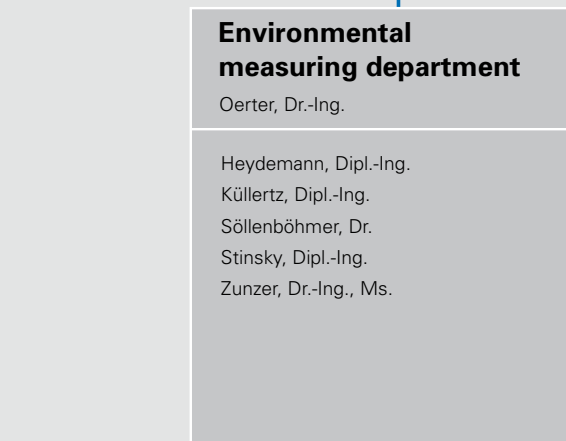 Environmental
measuring department
Oerter, Dr.-Ing.
Heydemann, Dipl.-Ing.
Küllertz, Dipl.-Ing.
Söllenböhmer, Dr.
Stinsky, Dipl.-Ing.
Zunzer, Dr.-Ing., Ms.